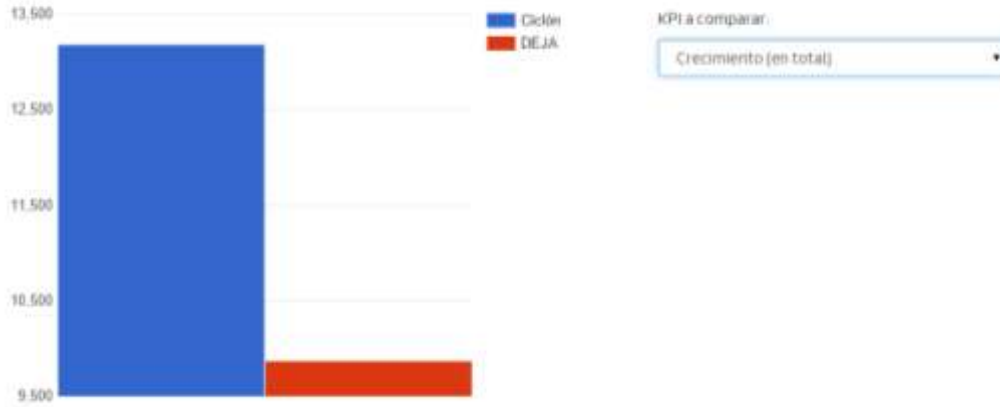 13.500
12.500
11.500
10.500
9.500
Ciclón
DEJA
KPI a comparar:
Crecimiento (en total)